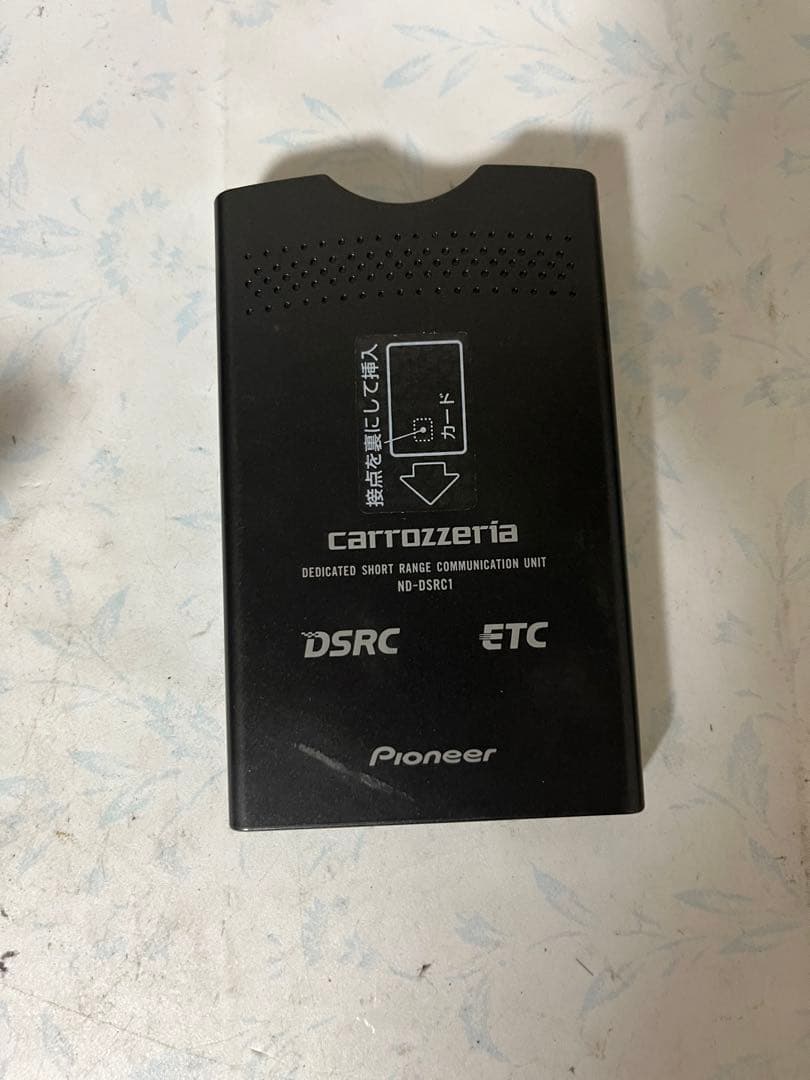 接点を裏にして挿入
カード
carrozzeria
DEDICATED SHORT RANGE COMMUNICATION UNIT
ND-DSRC1
DSRC
ETC
Pioneer